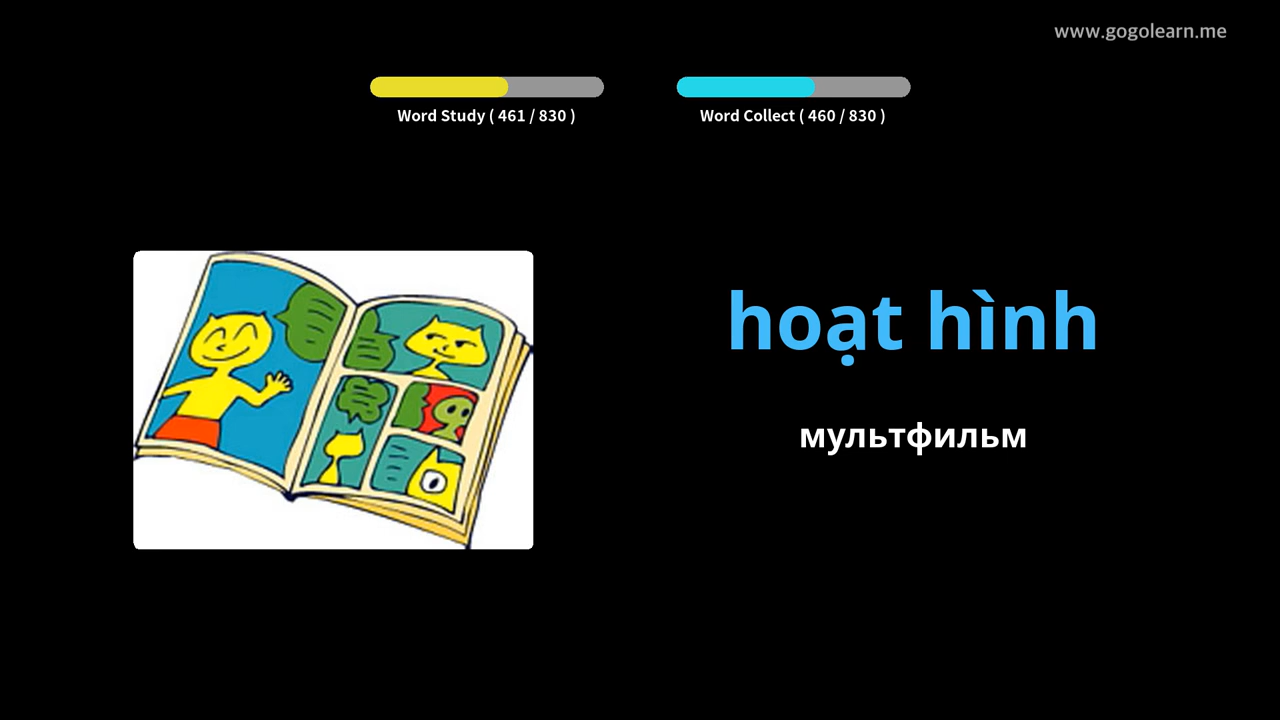 www.gogolearn.me
Word Study ( 461 / 830 )
Word Collect ( 460 / 830 )
hoạt hình
мультфильм